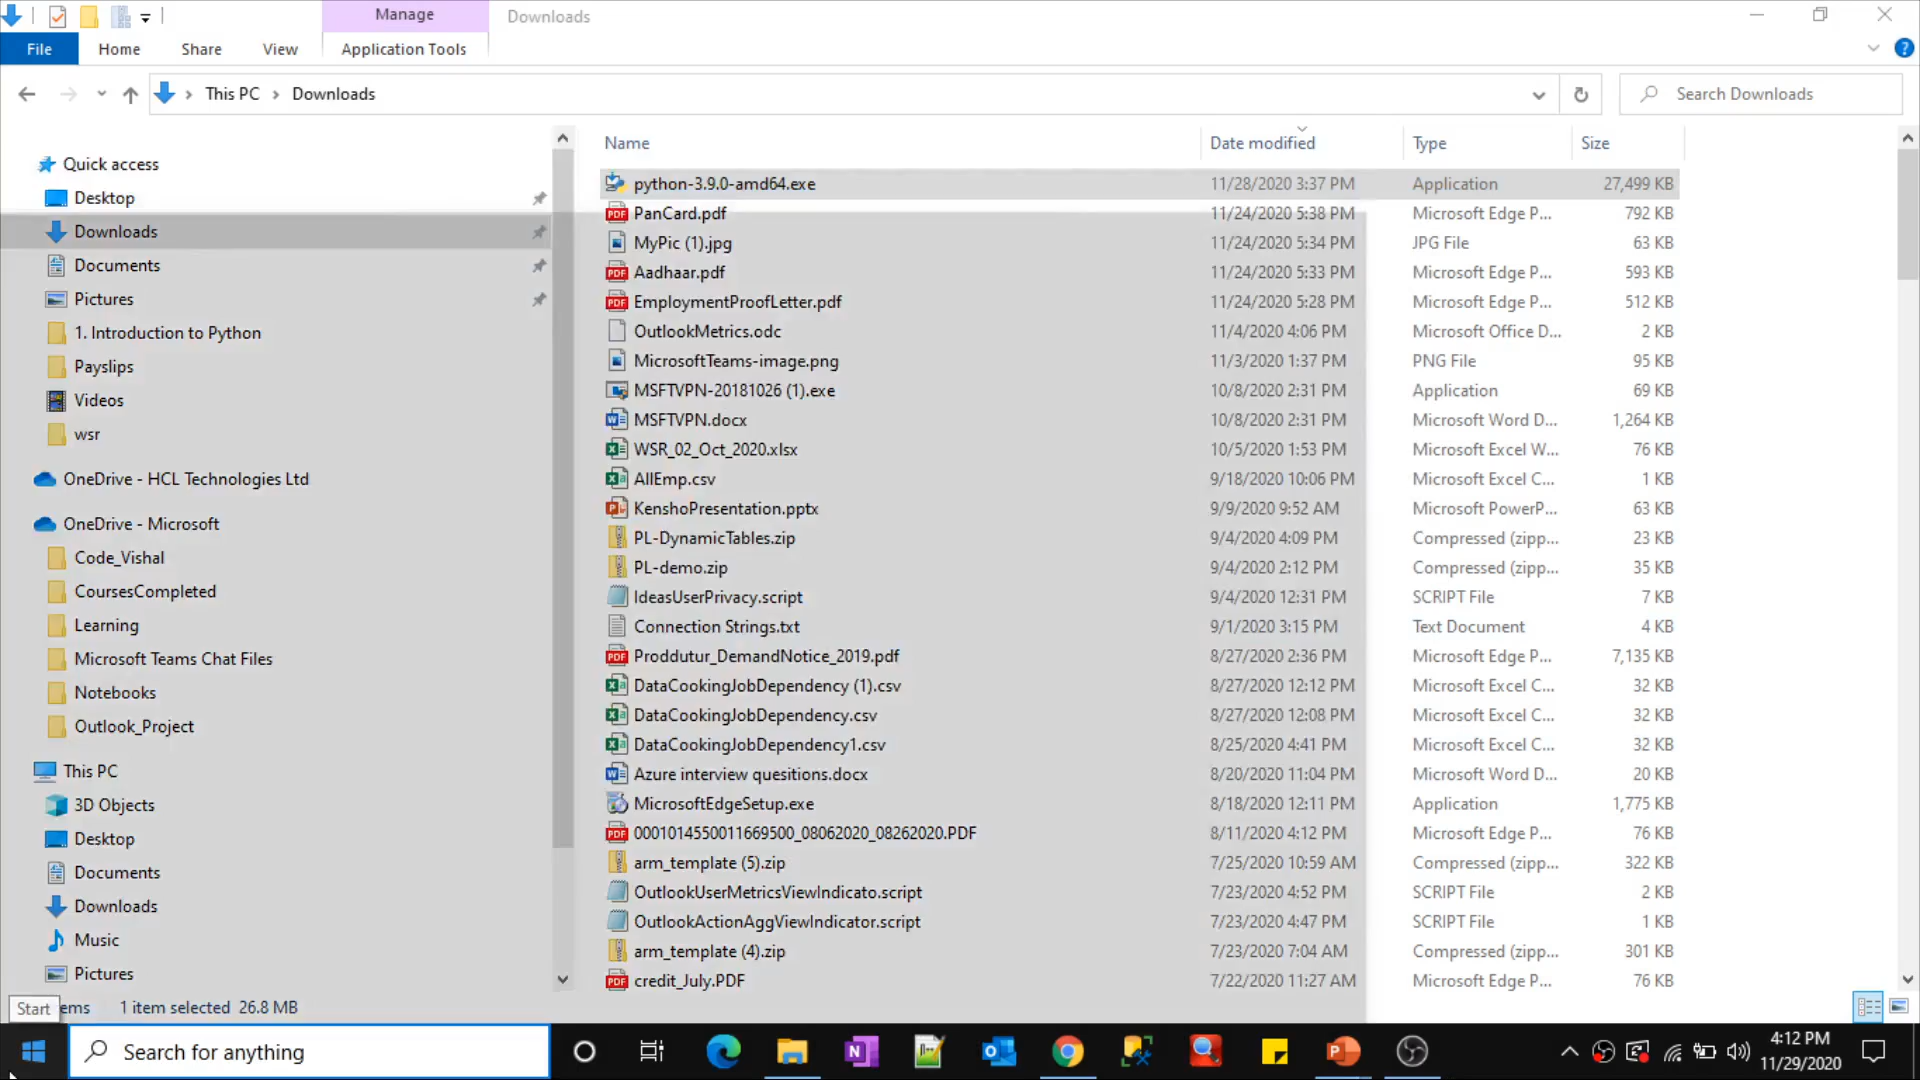 Manage
Downloads
File
Home
Share
View
Application Tools
This PC
Downloads
Search Downloads
Quick access
Desktop
Downloads
Documents
Pictures
1. Introduction to Python
Payslips
Videos
wsr
OneDrive - HCL Technologies Ltd
OneDrive - Microsoft
Code_Vishal
CoursesCompleted
Learning
Microsoft Teams Chat Files
Notebooks
Outlook_Project
This PC
3D Objects
Desktop
Documents
Downloads
Music
Pictures
Name Date modified Type Size
python-3.9.0-amd64.exe 11/28/2020 3:37 PM Application 27,499 KB
PanCard.pdf 11/24/2020 5:38 PM Microsoft Edge P... 792 KB
MyPic (1).jpg 11/24/2020 5:34 PM JPG File 63 KB
Aadhaar.pdf 11/24/2020 5:33 PM Microsoft Edge P... 593 KB
EmploymentProofLetter.pdf 11/24/2020 5:28 PM Microsoft Edge P... 512 KB
OutlookMetrics.odc 11/4/2020 4:06 PM Microsoft Office D... 2 KB
MicrosoftTeams-image.png 11/3/2020 1:37 PM PNG File 95 KB
MSFTVPN-20181026 (1).exe 10/8/2020 2:31 PM Application 69 KB
MSFTVPN.docx 10/8/2020 2:31 PM Microsoft Word D... 1,264 KB
WSR_02_Oct_2020.xlsx 10/5/2020 1:53 PM Microsoft Excel W... 76 KB
AllEmp.csv 9/18/2020 10:06 PM Microsoft Excel C... 1 KB
KenshoPresentation.pptx 9/9/2020 9:52 AM Microsoft PowerP... 63 KB
PL-DynamicTables.zip 9/4/2020 4:09 PM Compressed (zipp... 23 KB
PL-demo.zip 9/4/2020 2:12 PM Compressed (zipp... 35 KB
IdeasUserPrivacy.script 9/4/2020 12:31 PM SCRIPT File 7 KB
Connection Strings.txt 9/1/2020 3:15 PM Text Document 4 KB
Proddutur_DemandNotice_2019.pdf 8/27/2020 2:36 PM Microsoft Edge P... 7,135 KB
DataCookingJobDependency (1).csv 8/27/2020 12:12 PM Microsoft Excel C... 32 KB
DataCookingJobDependency.csv 8/27/2020 12:08 PM Microsoft Excel C... 32 KB
DataCookingJobDependency1.csv 8/25/2020 4:41 PM Microsoft Excel C... 32 KB
Azure interview quesitions.docx 8/20/2020 11:04 PM Microsoft Word D... 20 KB
MicrosoftEdgeSetup.exe 8/18/2020 12:11 PM Application 1,775 KB
0001014550011669500_08062020_08262020.PDF 8/11/2020 4:12 PM Microsoft Edge P... 76 KB
arm_template (5).zip 7/25/2020 10:59 AM Compressed (zipp... 322 KB
OutlookUserMetricsViewIndicato.script 7/23/2020 4:52 PM SCRIPT File 2 KB
OutlookActionAggViewIndicator.script 7/23/2020 4:47 PM SCRIPT File 1 KB
arm_template (4).zip 7/23/2020 7:04 AM Compressed (zipp... 301 KB
credit_July.PDF 7/22/2020 11:27 AM Microsoft Edge P... 76 KB
Start ems 1 item selected 26.8 MB
Search for anything
4:12 PM
11/29/2020